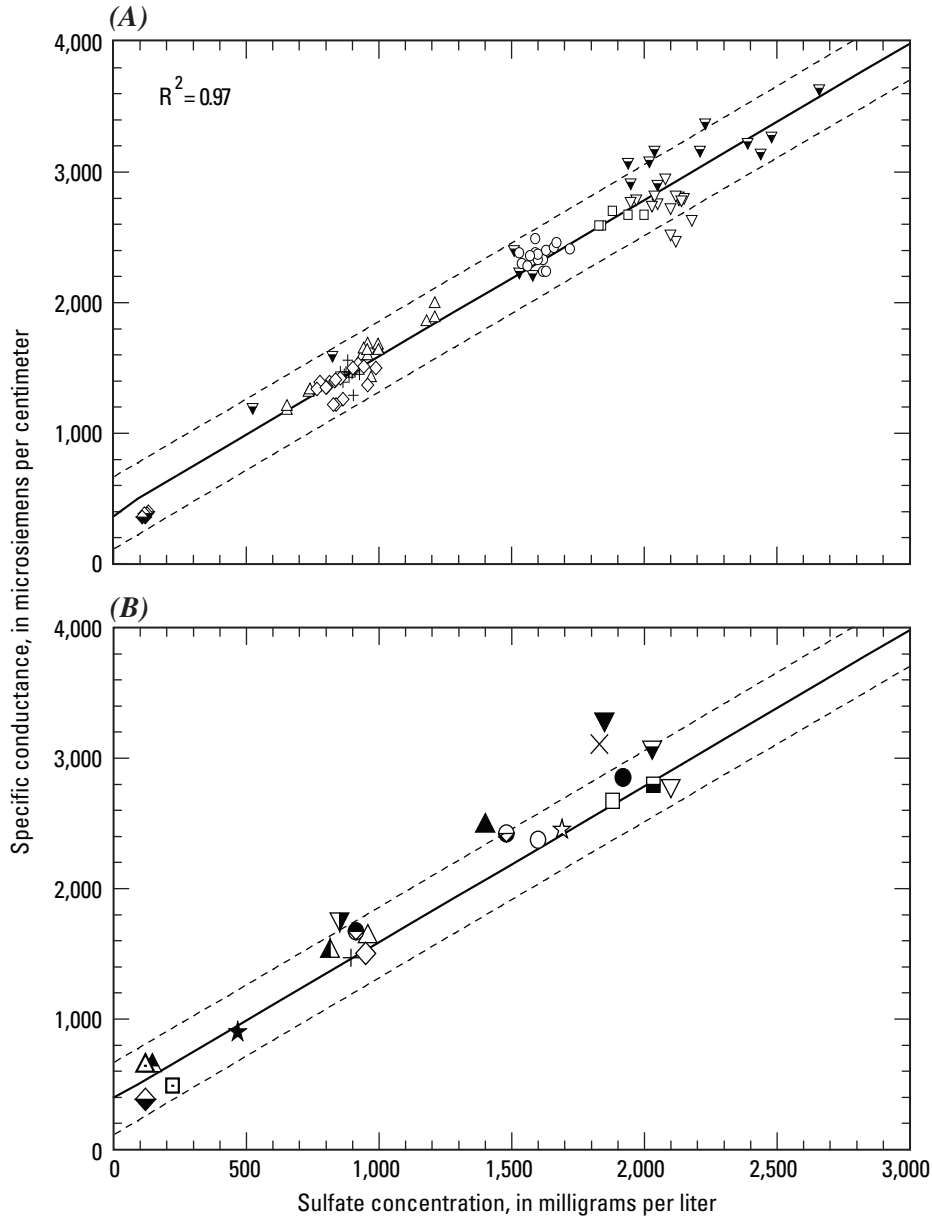 (A)
4,000
R2 = 0.97
3,000
2,000
1,000
0
(B)
4,000
3,000
2,000
1,000
0
0 500 1,000 1,500 2,000 2,500 3,000
Sulfate concentration, in milligrams per liter
Specific conductance, in microsiemens per centimeter